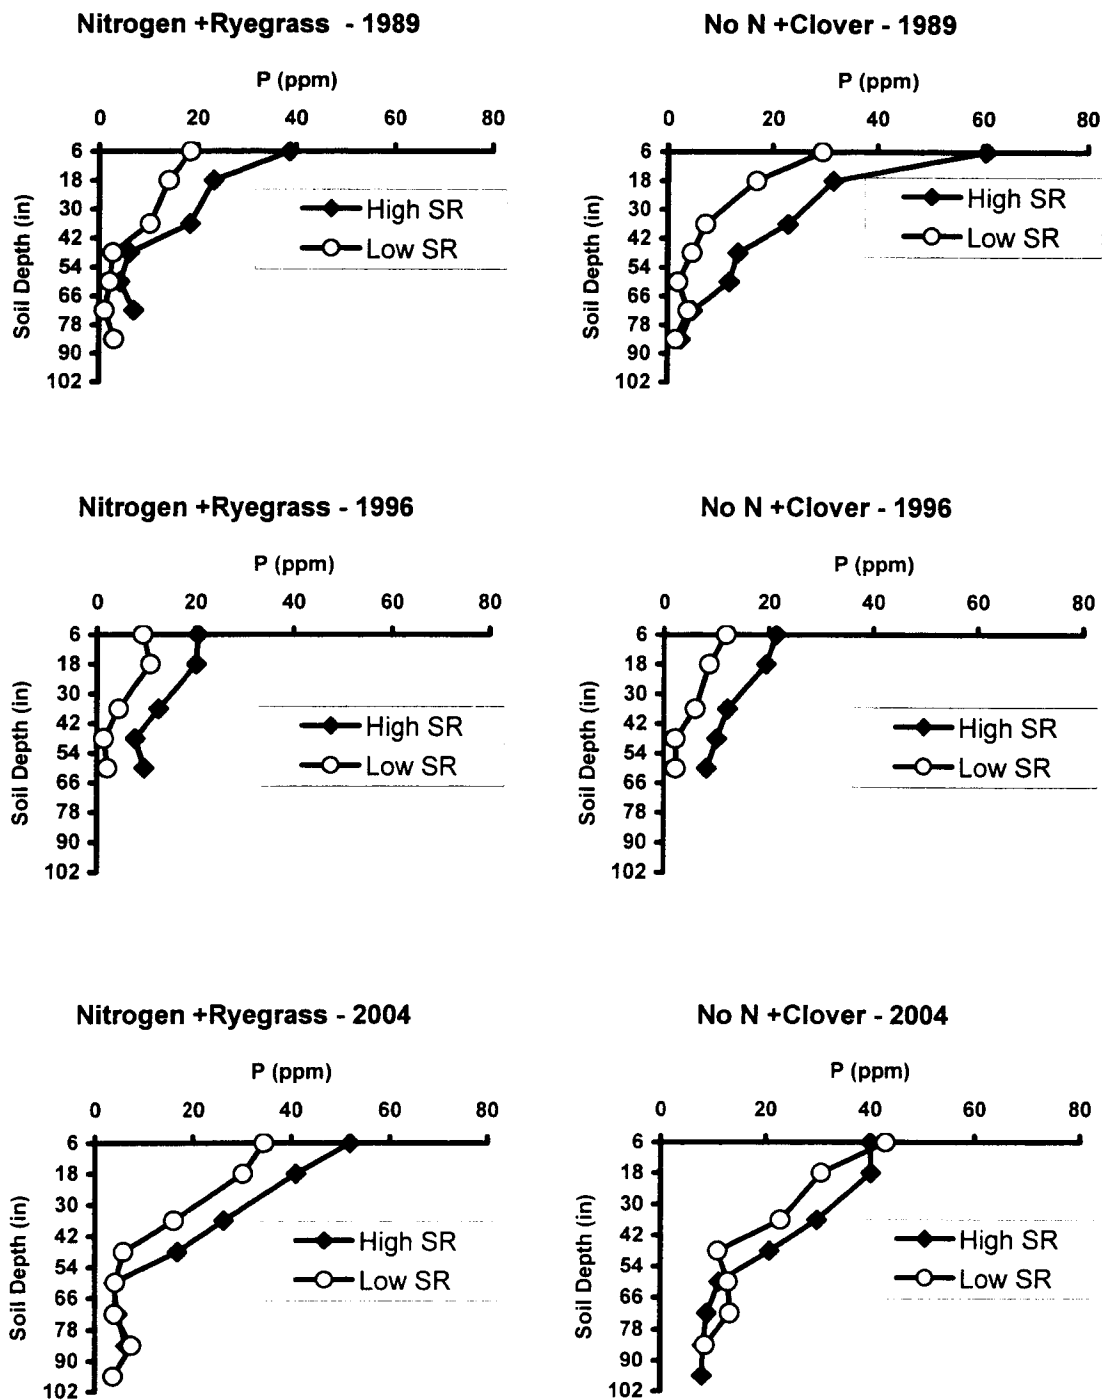 Nitrogen +Ryegrass - 1989
P (ppm)
0 20 40 60 80
Soil Depth (in)
6
18
30
42
54
66
78
90
102
High SR
Low SR
No N +Clover - 1989
P (ppm)
0 20 40 60 80
Soil Depth (in)
6
18
30
42
54
66
78
90
102
High SR
Low SR
Nitrogen +Ryegrass - 1996
P (ppm)
0 20 40 60 80
Soil Depth (in)
6
18
30
42
54
66
78
90
102
High SR
Low SR
No N +Clover - 1996
P (ppm)
0 20 40 60 80
Soil Depth (in)
6
18
30
42
54
66
78
90
102
High SR
Low SR
Nitrogen +Ryegrass - 2004
P (ppm)
0 20 40 60 80
Soil Depth (in)
6
18
30
42
54
66
78
90
102
High SR
Low SR
No N +Clover - 2004
P (ppm)
0 20 40 60 80
Soil Depth (in)
6
18
30
42
54
66
78
90
102
High SR
Low SR